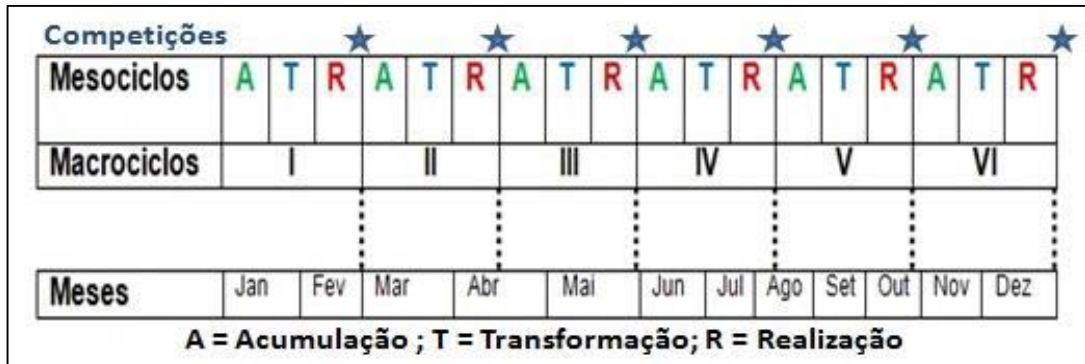 Competições
Mesociclos A T R A T R A T R A T R A T R A T R
Macrociclos I II III IV V VI
Meses Jan Fev Mar Abr Mai Jun Jul Ago Set Out Nov Dez
A = Acumulação ; T = Transformação; R = Realização